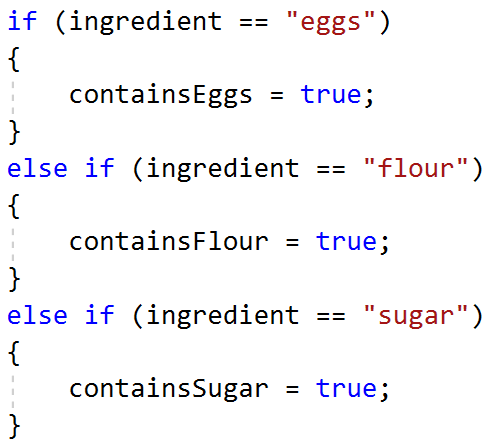 if (ingredient == "eggs")
{
    containsEggs = true;
}
else if (ingredient == "flour")
{
    containsFlour = true;
}
else if (ingredient == "sugar")
{
    containsSugar = true;
}